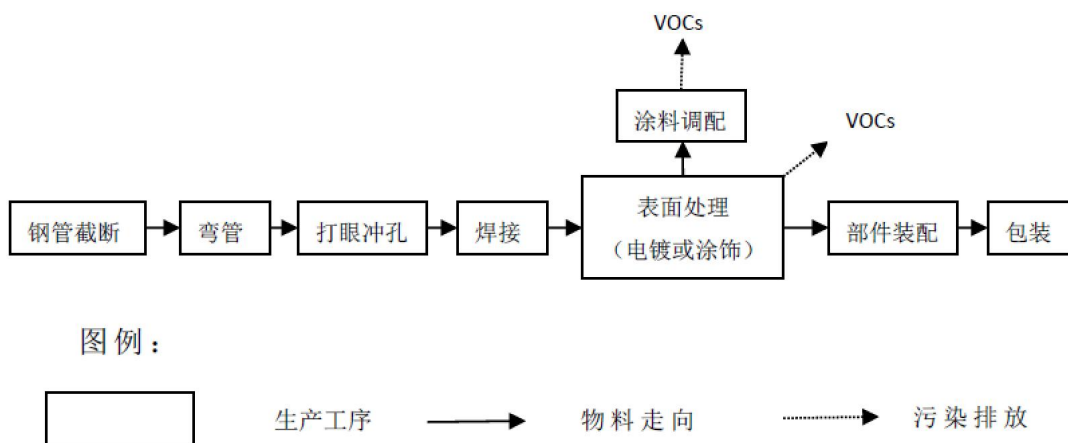 VOCs
涂料调配
VOCs
钢管截断
弯管
打眼冲孔
焊接
表面处理
（电镀或涂饰）
部件装配
包装
图例：
生产工序
物料走向
污染排放